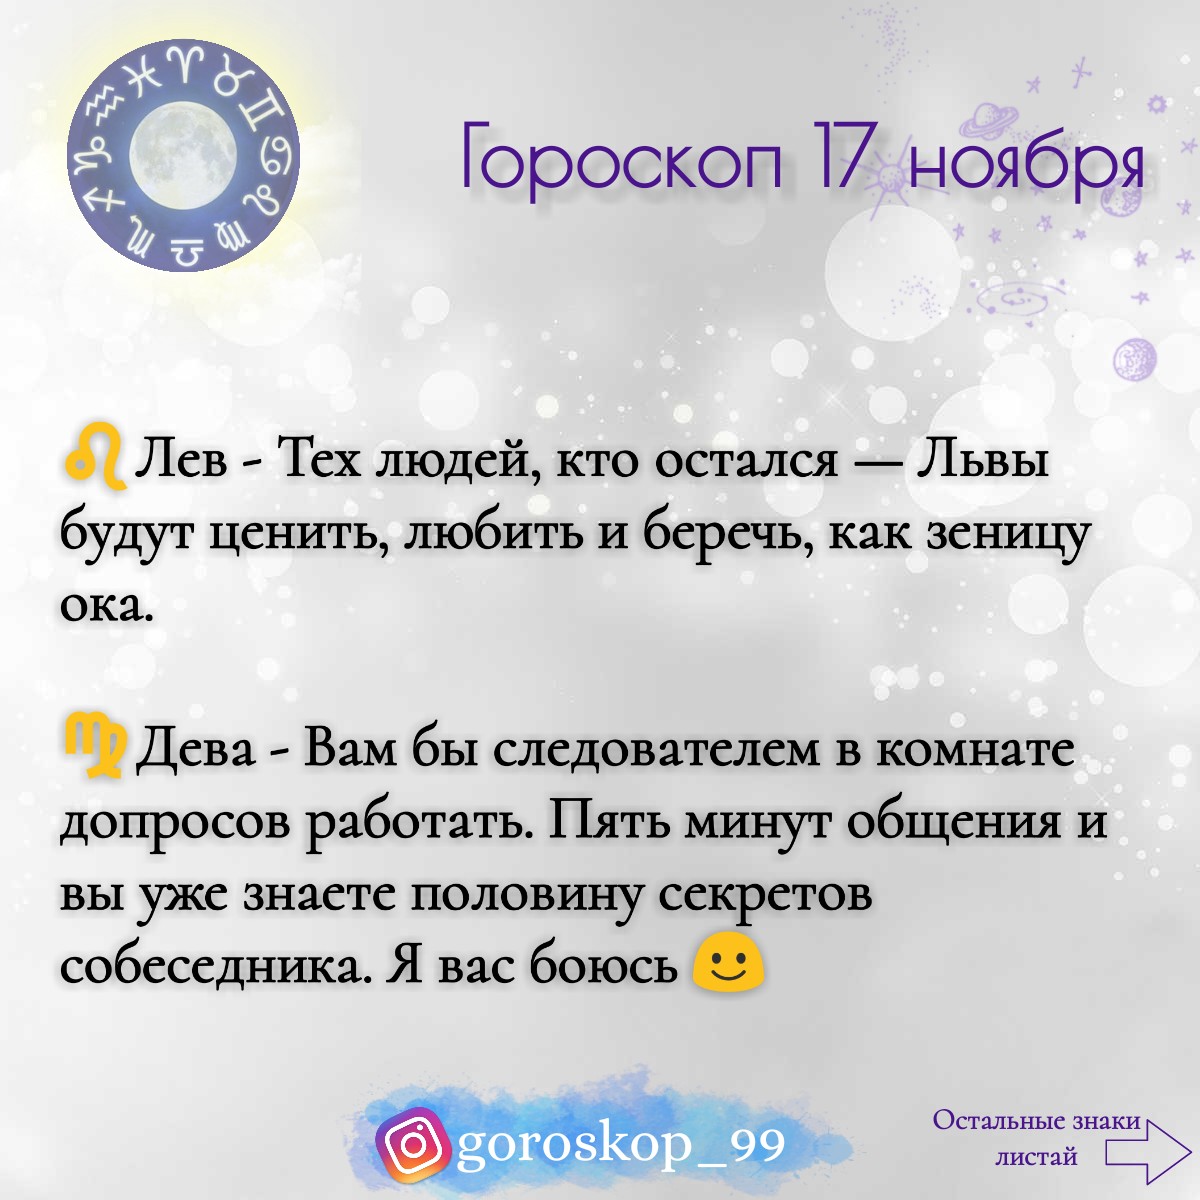 Гороскоп 17 ноября
♌Лев - Тех людей, кто остался — Львы
будут ценить, любить и беречь, как зеницу
ока.
♍Дева - Вам бы следователем в комнате
допросов работать. Пять минут общения и
вы уже знаете половину секретов
собеседника. Я вас боюсь 🙂
goroskop_99
Остальные знаки
листай